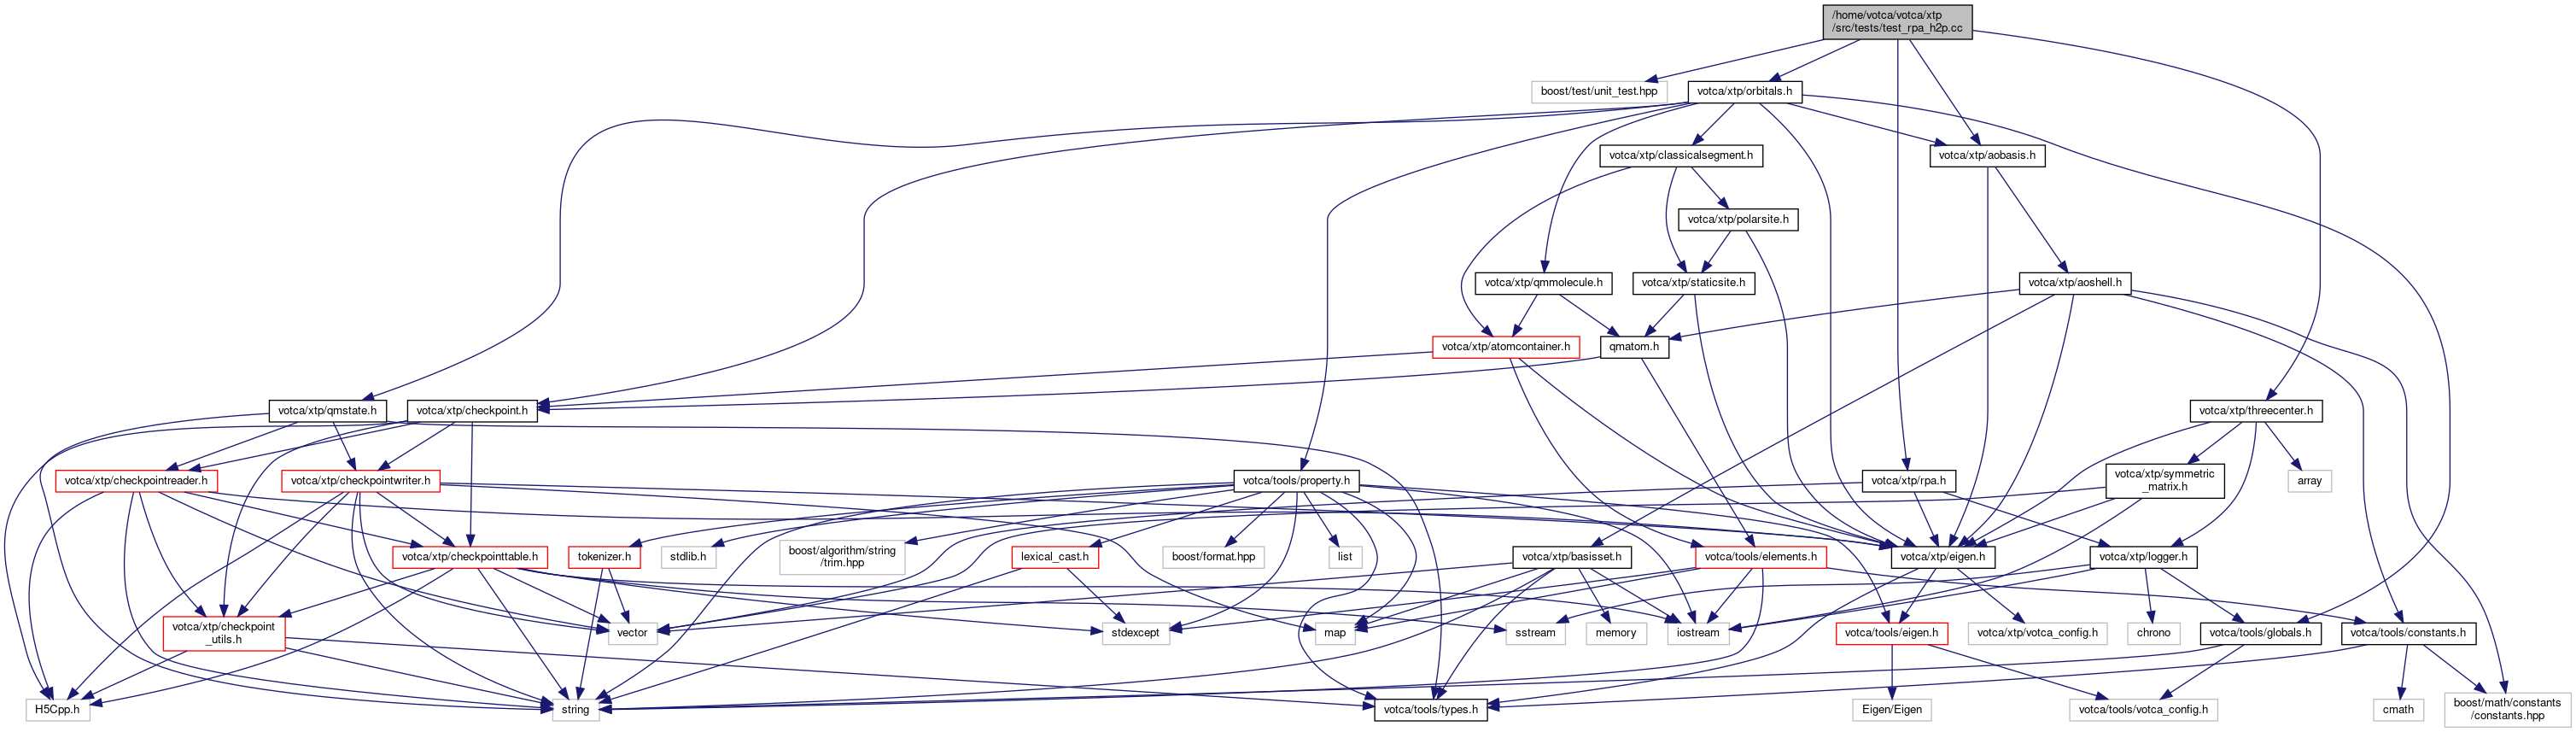 /home/votca/votca/xtp
/src/tests/test_rpa_h2p.cc
boost/test/unit_test.hpp
votca/xtp/orbitals.h
votca/xtp/classicalsegment.h
votca/xtp/aobasis.h
votca/xtp/polarsite.h
votca/xtp/qmmolecule.h
votca/xtp/staticsite.h
votca/xtp/aoshell.h
votca/xtp/atomcontainer.h
qmatom.h
votca/xtp/qmstate.h
votca/xtp/checkpoint.h
votca/xtp/threecenter.h
votca/xtp/checkpointreader.h
votca/xtp/checkpointwriter.h
votca/tools/property.h
votca/xtp/rpa.h
votca/xtp/symmetric
_matrix.h
array
votca/xtp/checkpointtable.h
tokenizer.h
stdlib.h
boost/algorithm/string
/trim.hpp
lexical_cast.h
boost/format.hpp
list
votca/xtp/basisset.h
votca/tools/elements.h
votca/xtp/eigen.h
votca/xtp/logger.h
votca/xtp/checkpoint
_utils.h
vector
stdexcept
map
sstream
memory
iostream
votca/tools/eigen.h
votca/xtp/votca_config.h
chrono
votca/tools/globals.h
votca/tools/constants.h
H5Cpp.h
string
votca/tools/types.h
Eigen/Eigen
votca/tools/votca_config.h
cmath
boost/math/constants
/constants.hpp